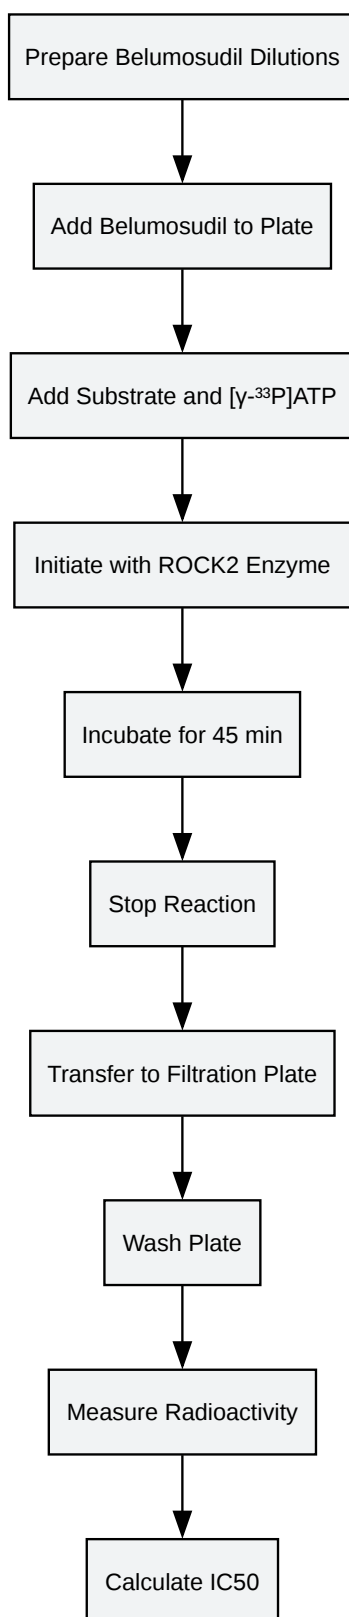 Prepare Belumosudil Dilutions
Add Belumosudil to Plate
Add Substrate and [γ-³³P]ATP
Initiate with ROCK2 Enzyme
Incubate for 45 min
Stop Reaction
Transfer to Filtration Plate
Wash Plate
Measure Radioactivity
Calculate IC50